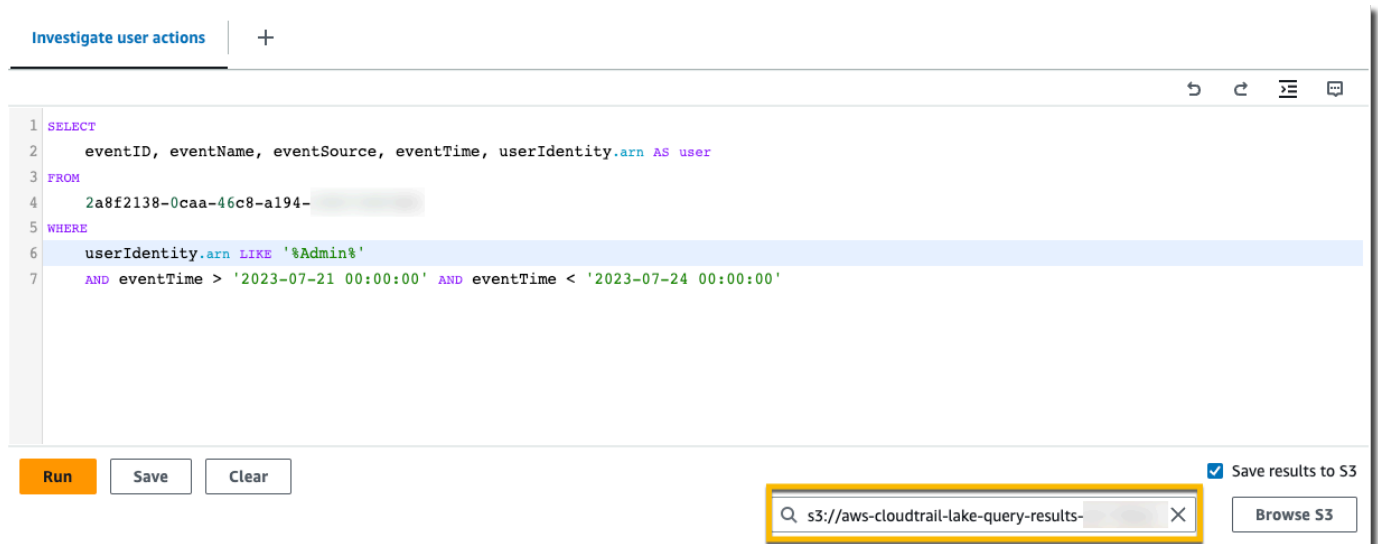 Investigate user actions +
1 SELECT
2 eventID, eventName, eventSource, eventTime, userIdentity.arn AS user
3 FROM
4 2a8f2138-0caa-46c8-a194-
5 WHERE
6 userIdentity.arn LIKE '%Admin%'
7 AND eventTime > '2023-07-21 00:00:00' AND eventTime < '2023-07-24 00:00:00'
Run Save Clear
Save results to S3
s3://aws-cloudtrail-lake-query-results-
Browse S3